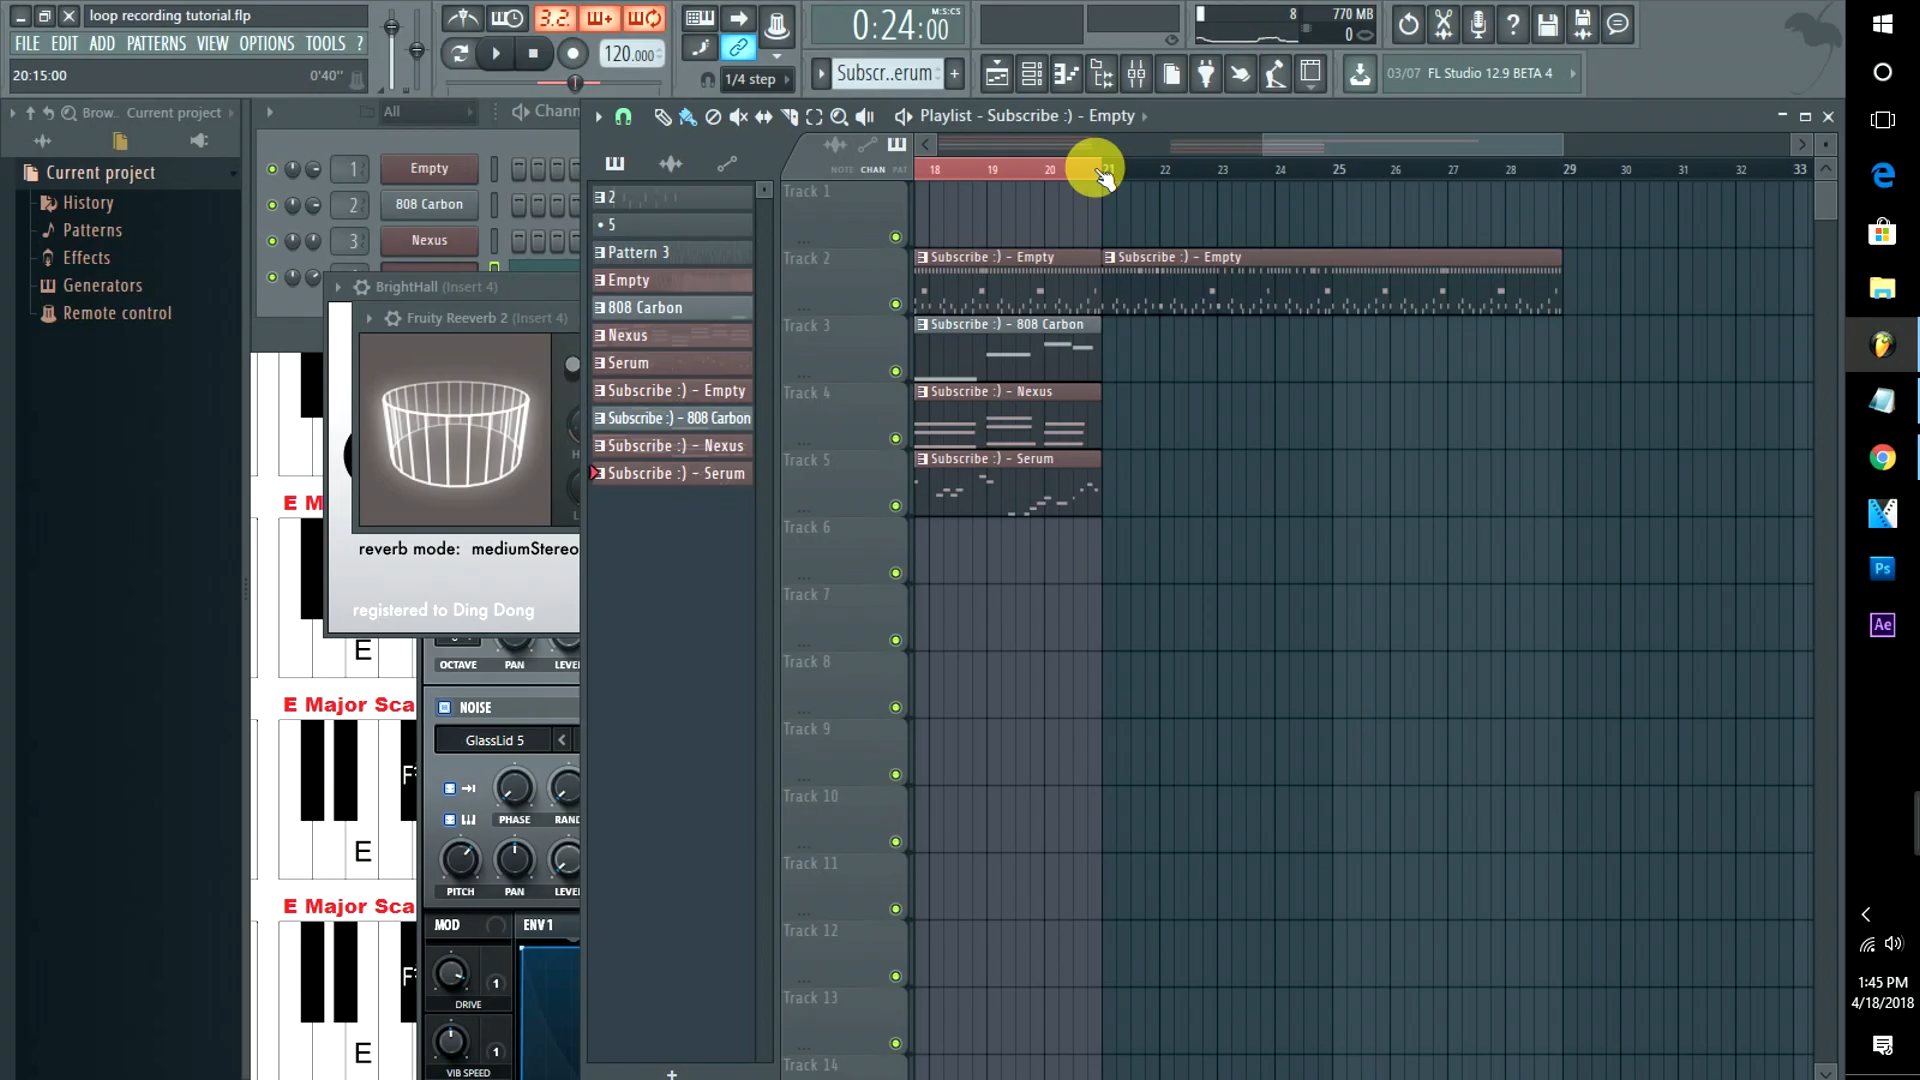 loop recording tutorial.flp
FILE EDIT ADD PATTERNS VIEW OPTIONS TOOLS ?
20:15:00 0'40"
3.2.
120.000
1/4 step
0:24:00 M:S:CS
Subscr..erum
8 770 MB
0
03/07 FL Studio 12.9 BETA 4
Brow.. Current project
Current project
History
Patterns
Effects
Generators
Remote control
All Chann
1 Empty
2 808 Carbon
3 Nexus
BrightHall (Insert 4)
Fruity Reeverb 2 (Insert 4)
reverb mode: mediumStereo
registered to Ding Dong
E M
E
E Major Sca
F
E
E Major Sca
F
E
OCTAVE PAN LEVE
NOISE
GlassLid 5
PHASE RAND
PITCH PAN LEVE
MOD ENV 1
1
DRIVE
1
VIB SPEED
Playlist - Subscribe :) - Empty
NOTE CHAN PAT
18 19 20 21 22 23 24 25 26 27 28 29 30 31 32 33
2
5
Pattern 3
Empty
808 Carbon
Nexus
Serum
Subscribe :) - Empty
Subscribe :) - 808 Carbon
Subscribe :) - Nexus
Subscribe :) - Serum
Track 1
Track 2
Subscribe :) - Empty
Subscribe :) - Empty
Track 3
Subscribe :) - 808 Carbon
Track 4
Subscribe :) - Nexus
Track 5
Subscribe :) - Serum
Track 6
Track 7
Track 8
Track 9
Track 10
Track 11
Track 12
Track 13
Track 14
Ps
Ae
1:45 PM
4/18/2018